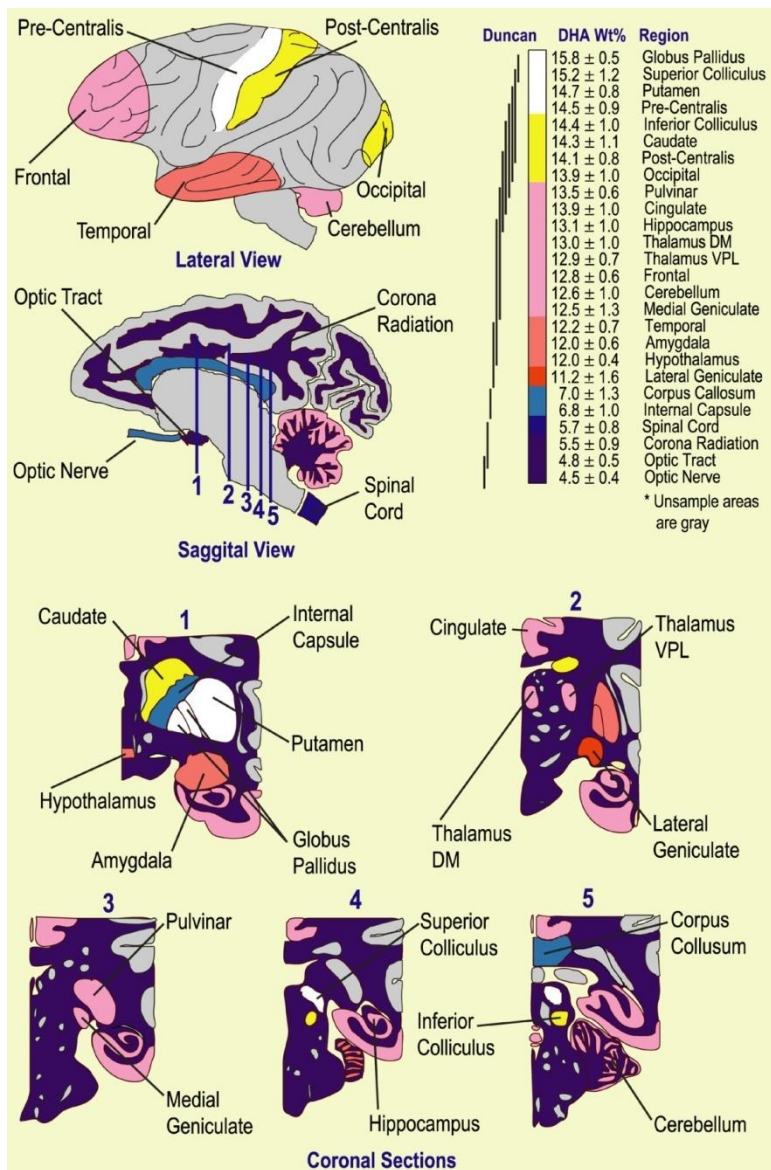 Pre-Centralis
Post-Centralis
Frontal
Occipital
Temporal
Cerebellum
Lateral View
Duncan DHA Wt% Region
15.8 ± 0.5 Globus Pallidus
15.2 ± 1.2 Superior Colliculus
14.7 ± 0.8 Putamen
14.5 ± 0.9 Pre-Centralis
14.4 ± 1.0 Inferior Colliculus
14.3 ± 1.1 Caudate
14.1 ± 0.8 Post-Centralis
13.9 ± 1.0 Occipital
13.5 ± 0.6 Pulvinar
13.9 ± 1.0 Cingulate
13.1 ± 1.0 Hippocampus
13.0 ± 1.0 Thalamus DM
12.9 ± 0.7 Thalamus VPL
12.8 ± 0.6 Frontal
12.6 ± 1.0 Cerebellum
12.5 ± 1.3 Medial Geniculate
12.2 ± 0.7 Temporal
12.0 ± 0.6 Amygdala
12.0 ± 0.4 Hypothalamus
11.2 ± 1.6 Lateral Geniculate
7.0 ± 1.3 Corpus Callosum
6.8 ± 1.0 Internal Capsule
5.7 ± 0.8 Spinal Cord
5.5 ± 0.9 Corona Radiation
4.8 ± 0.5 Optic Tract
4.5 ± 0.4 Optic Nerve
* Unsample areas
are gray
Optic Tract
Corona
Radiation
Optic Nerve
1
2
3
4
5
Spinal
Cord
Saggital View
1
Caudate
Internal
Capsule
Putamen
Hypothalamus
Amygdala
Globus
Pallidus
2
Cingulate
Thalamus
VPL
Thalamus
DM
Lateral
Geniculate
3
Pulvinar
Medial
Geniculate
4
Superior
Colliculus
Hippocampus
5
Corpus
Collusum
Inferior
Colliculus
Cerebellum
Coronal Sections